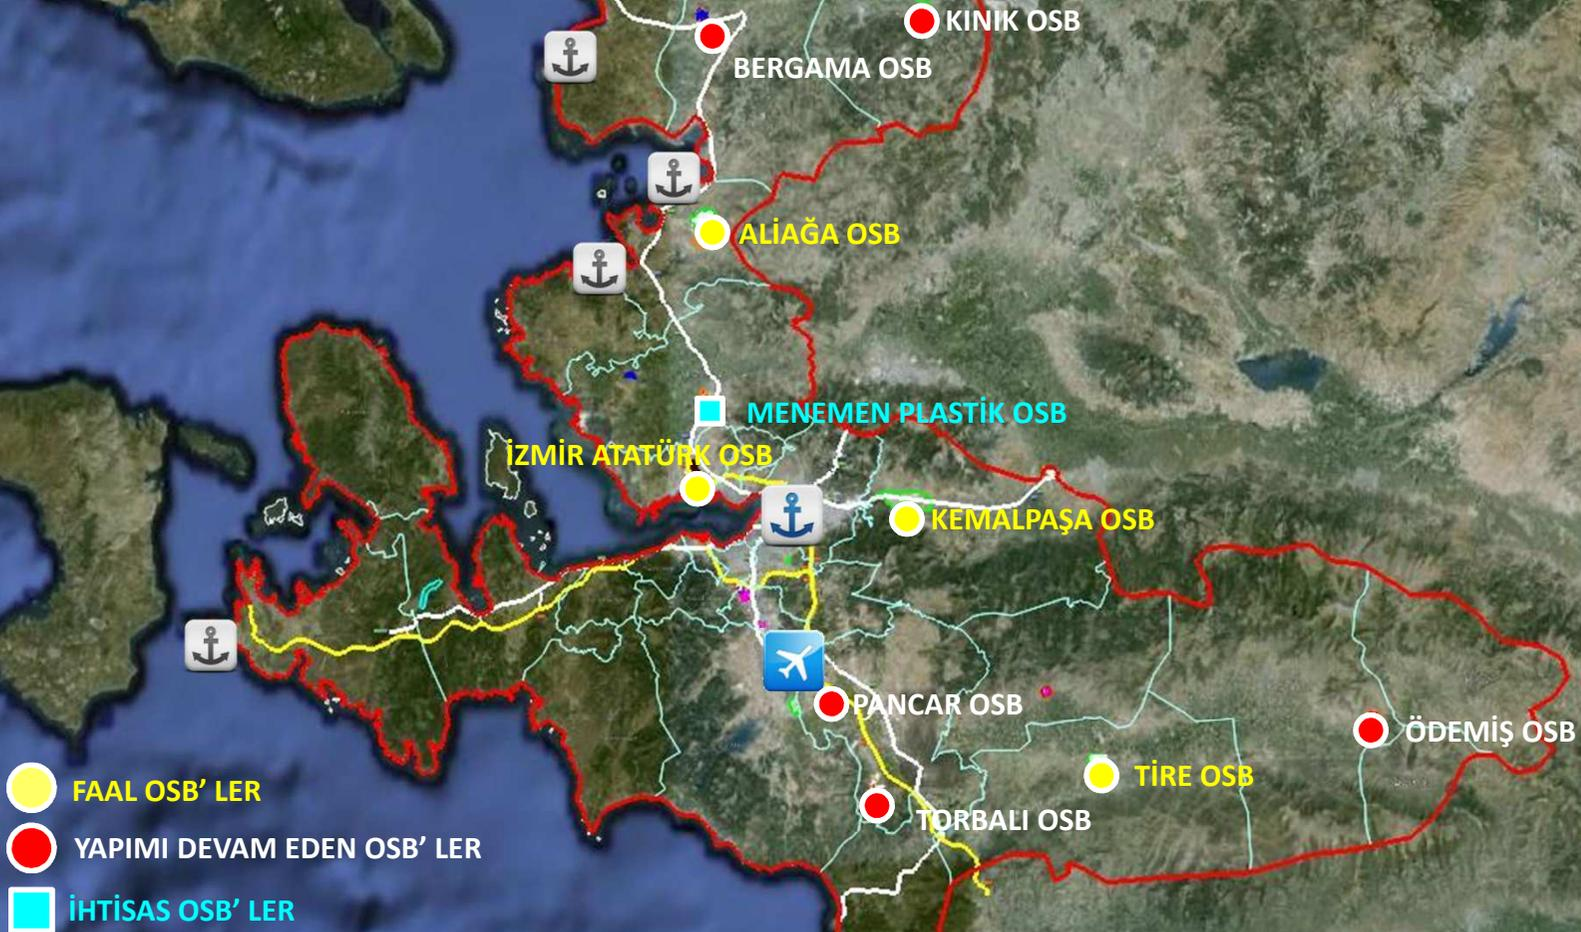 KINIK OSB
BERGAMA OSB
ALİAĞA OSB
MENEMEN PLASTİK OSB
İZMİR ATATÜRK OSB
KEMALPAŞA OSB
PANCAR OSB
ÖDEMİŞ OSB
TİRE OSB
TORBALI OSB
FAAL OSB’ LER
YAPIMI DEVAM EDEN OSB’ LER
İHTİSAS OSB’ LER